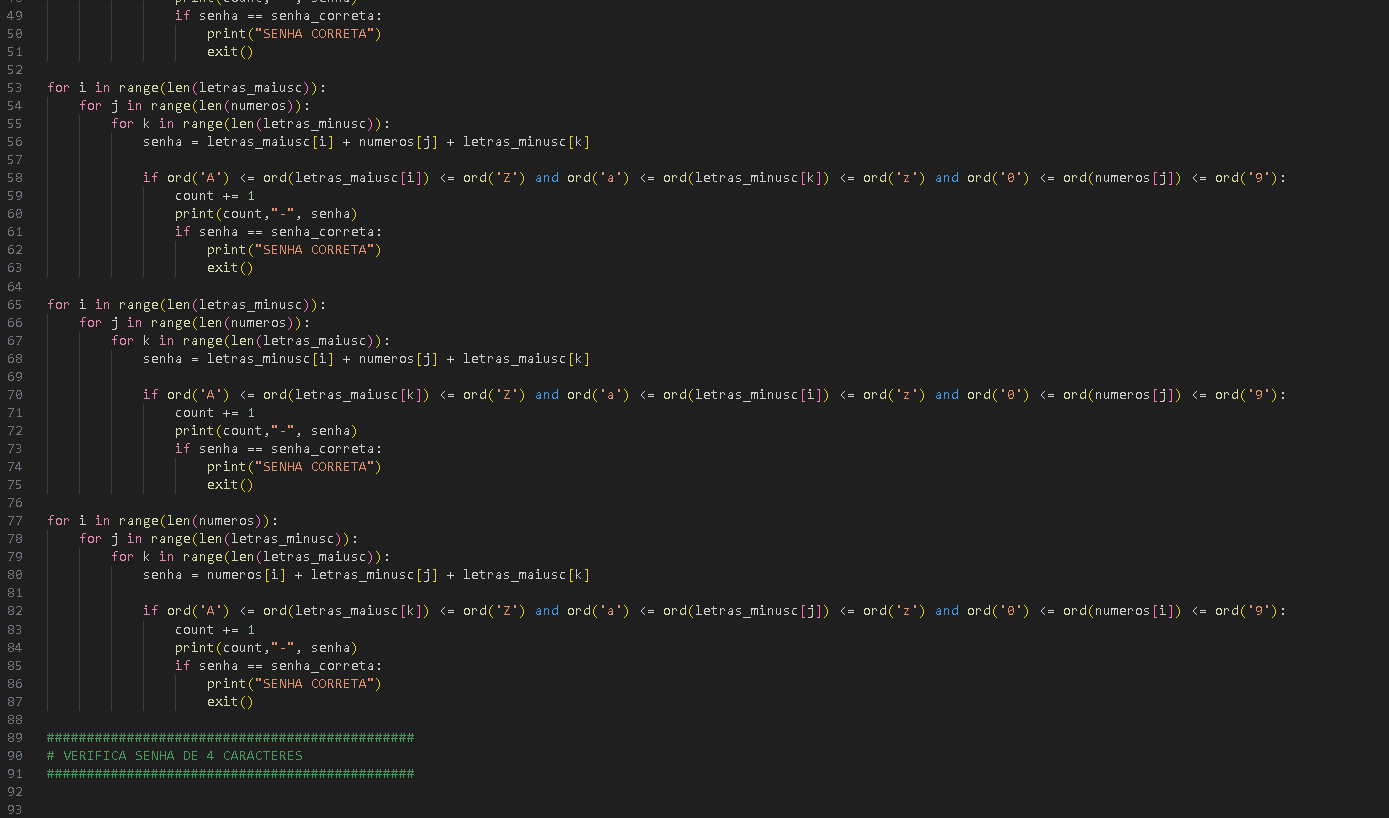 49 if senha == senha_correta:
50 print("SENHA CORRETA")
51 exit()
52
53 for i in range(len(letras_maiusc)):
54 for j in range(len(numeros)):
55 for k in range(len(letras_minusc)):
56 senha = letras_maiusc[i] + numeros[j] + letras_minusc[k]
57
58 if ord('A') <= ord(letras_maiusc[i]) <= ord('Z') and ord('a') <= ord(letras_minusc[k]) <= ord('z') and ord('0') <= ord(numeros[j]) <= ord('9'):
59 count += 1
60 print(count,"-", senha)
61 if senha == senha_correta:
62 print("SENHA CORRETA")
63 exit()
64
65 for i in range(len(letras_minusc)):
66 for j in range(len(numeros)):
67 for k in range(len(letras_maiusc)):
68 senha = letras_minusc[i] + numeros[j] + letras_maiusc[k]
69
70 if ord('A') <= ord(letras_maiusc[k]) <= ord('Z') and ord('a') <= ord(letras_minusc[i]) <= ord('z') and ord('0') <= ord(numeros[j]) <= ord('9'):
71 count += 1
72 print(count,"-", senha)
73 if senha == senha_correta:
74 print("SENHA CORRETA")
75 exit()
76
77 for i in range(len(numeros)):
78 for j in range(len(letras_minusc)):
79 for k in range(len(letras_maiusc)):
80 senha = numeros[i] + letras_minusc[j] + letras_maiusc[k]
81
82 if ord('A') <= ord(letras_maiusc[k]) <= ord('Z') and ord('a') <= ord(letras_minusc[j]) <= ord('z') and ord('0') <= ord(numeros[i]) <= ord('9'):
83 count += 1
84 print(count,"-", senha)
85 if senha == senha_correta:
86 print("SENHA CORRETA")
87 exit()
88
89 ##############################################
90 # VERIFICA SENHA DE 4 CARACTERES
91 ##############################################
92
93